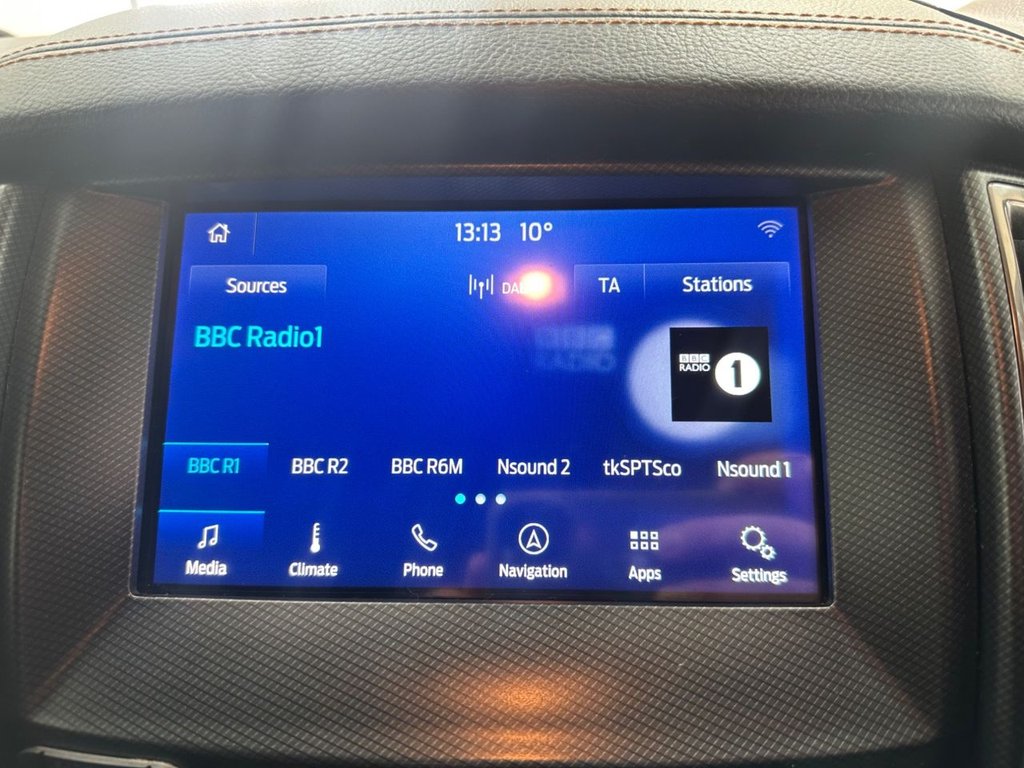 13:13 10°
Sources
TA
Stations
BBC Radio1
BBC
RADIO
1
BBC R1 BBC R2 BBC R6M Nsound 2 tkSPTSco Nsound 1
Media Climate Phone Navigation Apps Settings